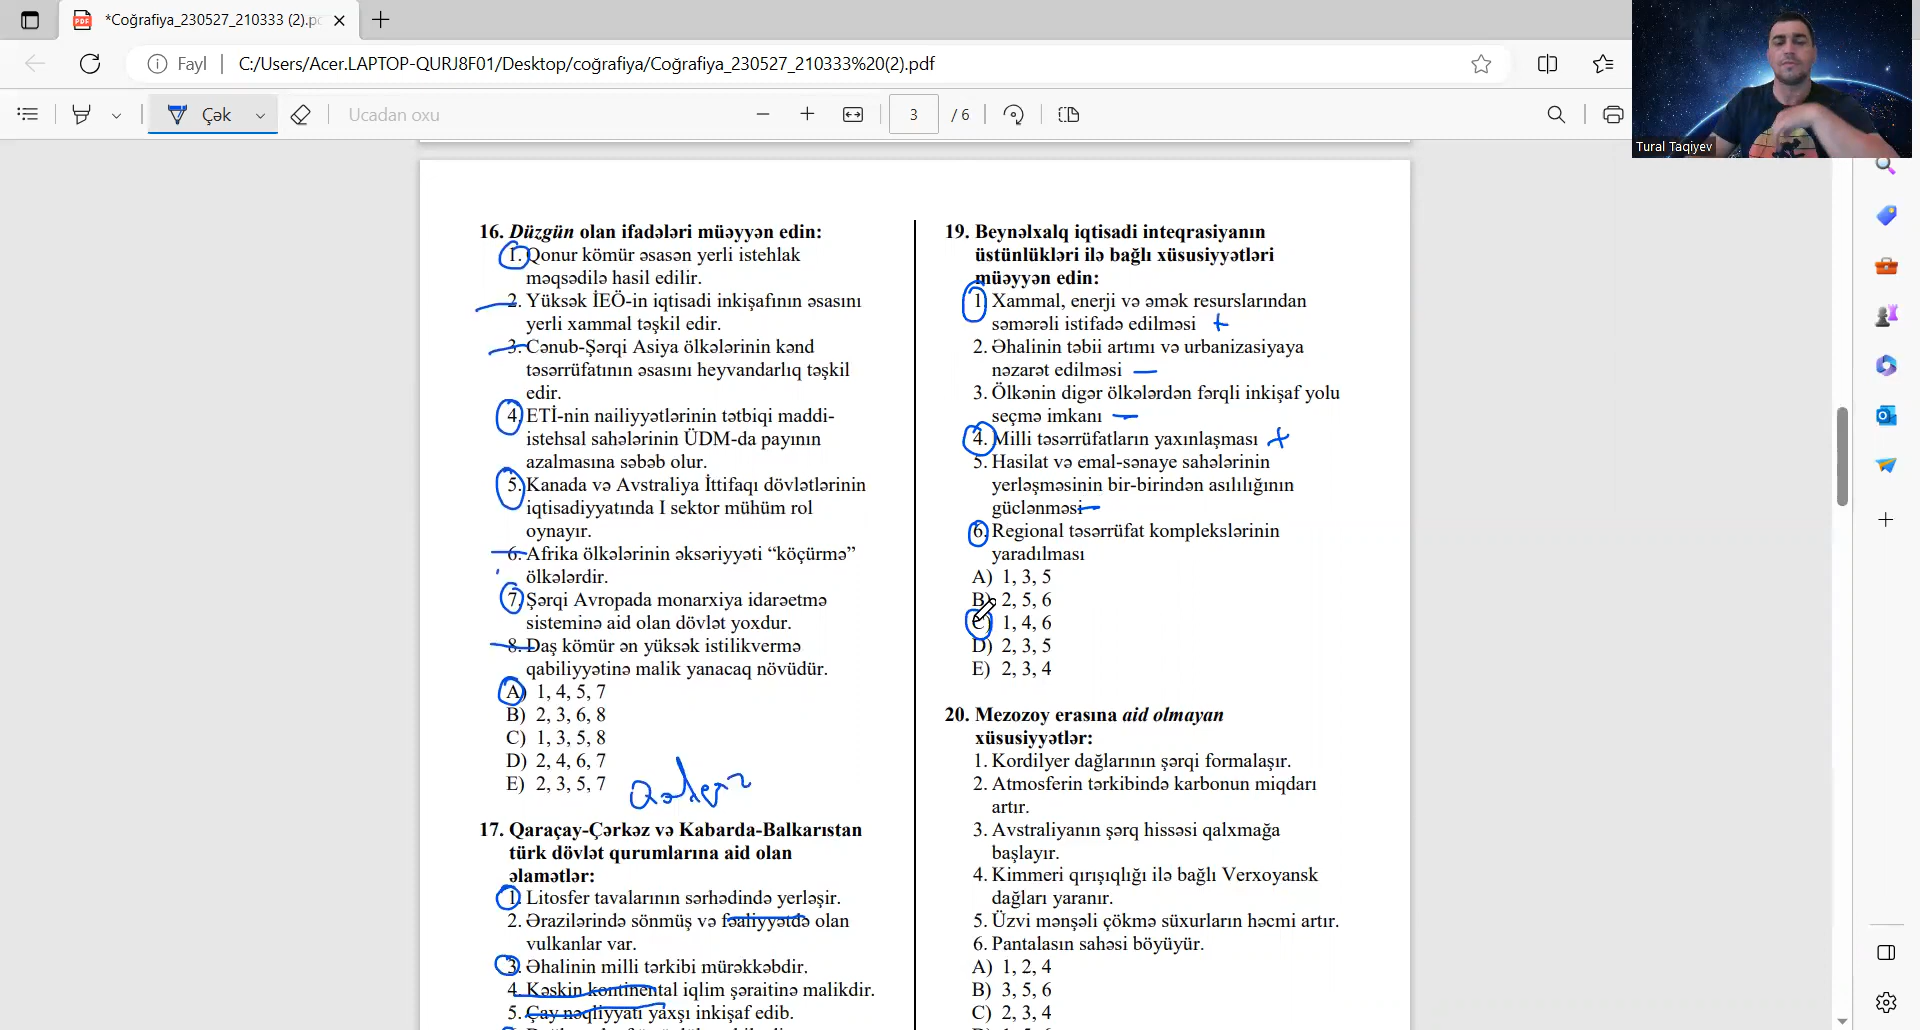 *Coğrafiya_230527_210333 (2).pd
Fayl
C:/Users/Acer.LAPTOP-QURJ8F01/Desktop/coğrafiya/Coğrafiya_230527_210333%20(2).pdf
Çək
Ucadan oxu
3 / 6
Tural Taqiyev
16. Düzgün olan ifadələri müəyyən edin:
1. Qonur kömür əsasən yerli istehlak
məqsədilə hasil edilir.
2. Yüksək İEÖ-in iqtisadi inkişafının əsasını
yerli xammal təşkil edir.
3. Cənub-Şərqi Asiya ölkələrinin kənd
təsərrüfatının əsasını heyvandarlıq təşkil
edir.
4. ETİ-nin nailiyyətlərinin tətbiqi maddi-
istehsal sahələrinin ÜDM-da payının
azalmasına səbəb olur.
5. Kanada və Avstraliya İttifaqı dövlətlərinin
iqtisadiyyatında I sektor mühüm rol
oynayır.
6. Afrika ölkələrinin əksəriyyəti “köçürmə”
ölkələrdir.
7. Şərqi Avropada monarxiya idarəetmə
sisteminə aid olan dövlət yoxdur.
8. Daş kömür ən yüksək istilikvermə
qabiliyyətinə malik yanacaq növüdür.
A) 1, 4, 5, 7
B) 2, 3, 6, 8
C) 1, 3, 5, 8
D) 2, 4, 6, 7
E) 2, 3, 5, 7
17. Qaraçay-Çərkəz və Kabarda-Balkarıstan
türk dövlət qurumlarına aid olan
əlamətlər:
1. Litosfer tavalarının sərhədində yerləşir.
2. Ərazilərində sönmüş və fəaliyyətdə olan
vulkanlar var.
3. Əhalinin milli tərkibi mürəkkəbdir.
4. Kəskin kontinental iqlim şəraitinə malikdir.
5. Çay nəqliyyatı yaxşı inkişaf edib.
19. Beynəlxalq iqtisadi inteqrasiyanın
üstünlükləri ilə bağlı xüsusiyyətləri
müəyyən edin:
1. Xammal, enerji və əmək resurslarından
səmərəli istifadə edilməsi +
2. Əhalinin təbii artımı və urbanizasiyaya
nəzarət edilməsi —
3. Ölkənin digər ölkələrdən fərqli inkişaf yolu
seçmə imkanı —
4. Milli təsərrüfatların yaxınlaşması +
5. Hasilat və emal-sənaye sahələrinin
yerləşməsinin bir-birindən asılılığının
güclənməsi —
6. Regional təsərrüfat komplekslərinin
yaradılması
A) 1, 3, 5
B) 2, 5, 6
C) 1, 4, 6
D) 2, 3, 5
E) 2, 3, 4
20. Mezozoy erasına aid olmayan
xüsusiyyətlər:
1. Kordilyer dağlarının şərqi formalaşır.
2. Atmosferin tərkibində karbonun miqdarı
artır.
3. Avstraliyanın şərq hissəsi qalxmağa
başlayır.
4. Kimmeri qırışıqlığı ilə bağlı Verxoyansk
dağları yaranır.
5. Üzvi mənşəli çökmə süxurların həcmi artır.
6. Pantalasın sahəsi böyüyür.
A) 1, 2, 4
B) 3, 5, 6
C) 2, 3, 4